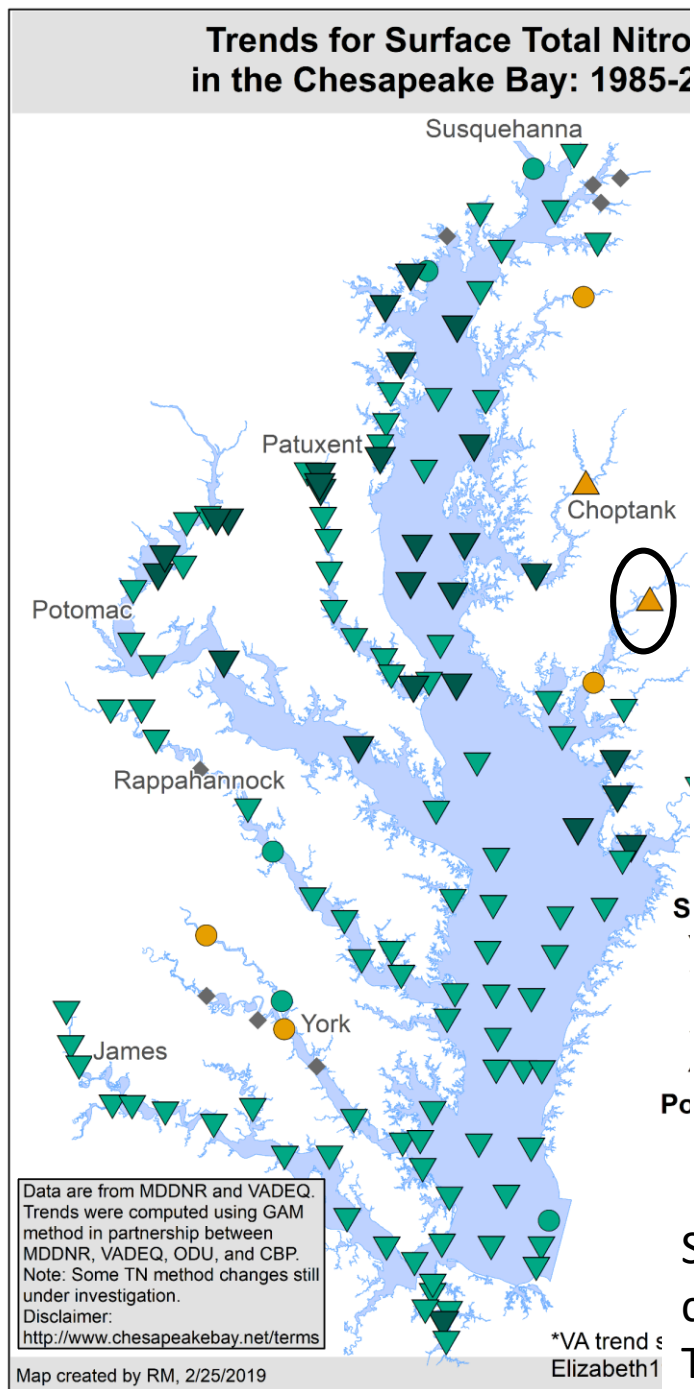 Trends for Surface Total Nitro
in the Chesapeake Bay: 1985-2
Susquehanna
Patuxent
Choptank
Potomac
Rappahannock
S
York
James
Po
Data are from MDDNR and VADEQ.
Trends were computed using GAM
method in partnership between
MDDNR, VADEQ, ODU, and CBP.
Note: Some TN method changes still
under investigation.
Disclaimer:
http://www.chesapeakebay.net/terms
S
*VA trend s
Elizabeth1
T
Map created by RM, 2/25/2019